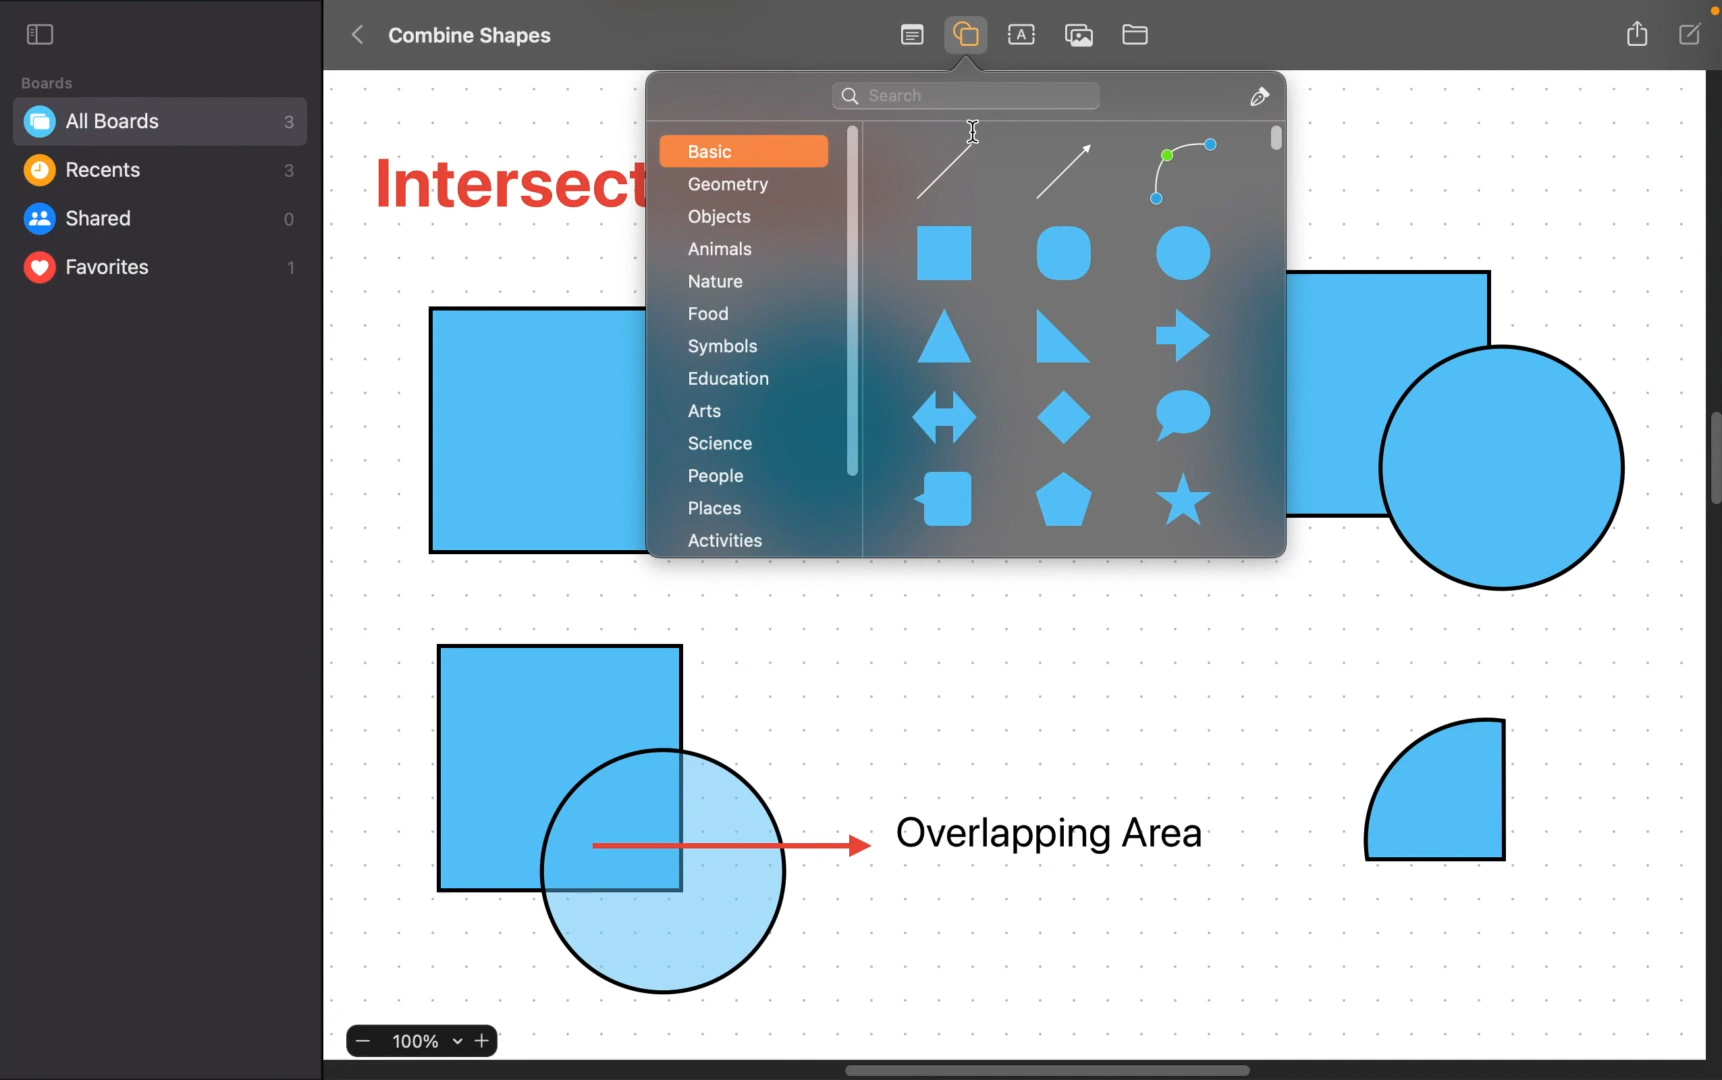 Combine Shapes
A
Boards
All Boards 3
Recents 3
Shared 0
Favorites 1
Search
Basic
Geometry
Objects
Animals
Nature
Food
Symbols
Education
Arts
Science
People
Places
Activities
Intersect
Overlapping Area
100%